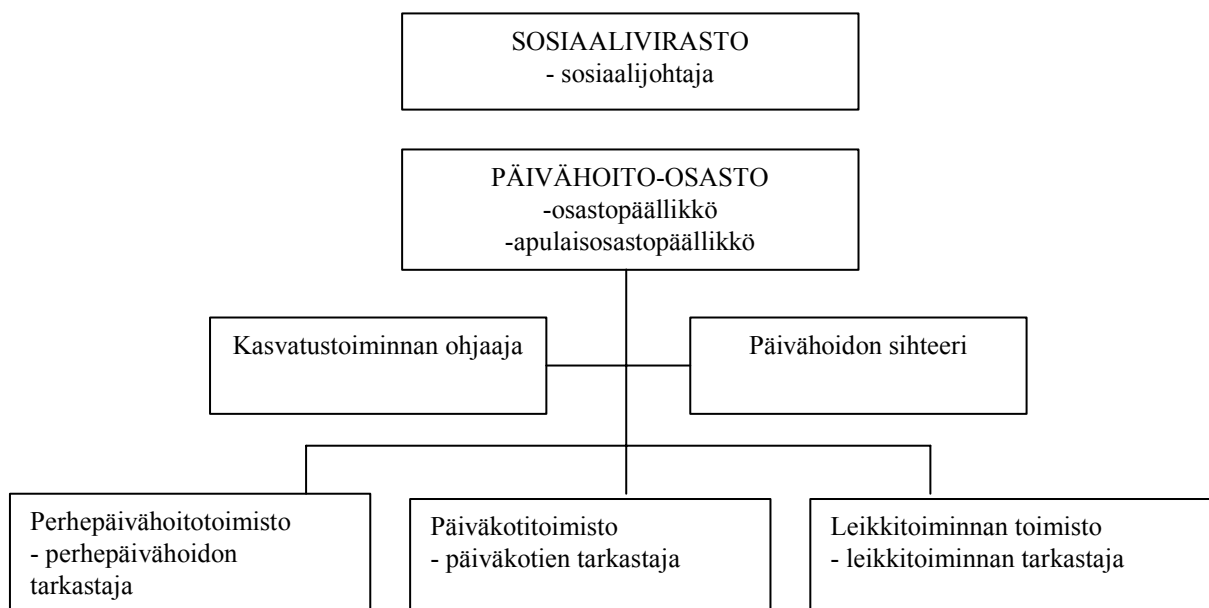 SOSIAALIVIRASTO
- sosiaalijohtaja
PÄIVÄHOITO-OSASTO
-osastopäällikkö
-apulaisosastopäällikkö
Kasvatustoiminnan ohjaaja
Päivähoidon sihteeri
Perhepäivähoitotoimisto
- perhepäivähoidon
tarkastaja
Päiväkotitoimisto
- päiväkotien tarkastaja
Leikkitoiminnan toimisto
- leikkitoiminnan tarkastaja